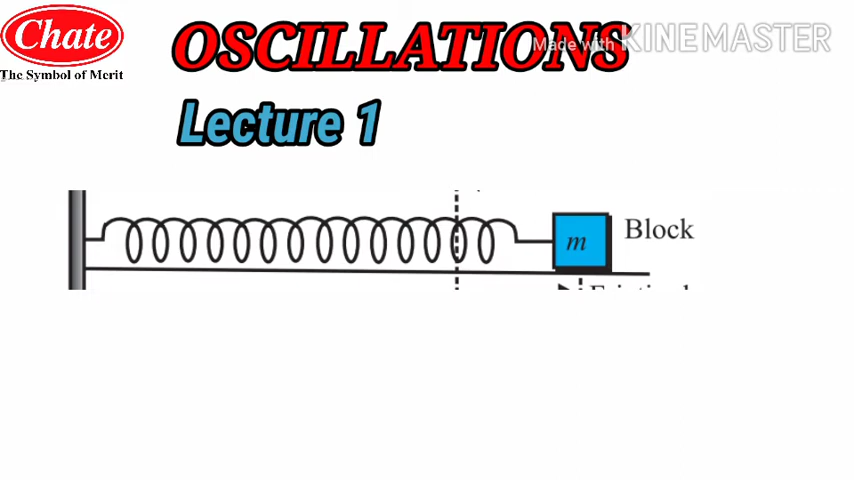 Chate
The Symbol of Merit
OSCILLATIONS
Made with KINEMASTER
Lecture 1
m
Block